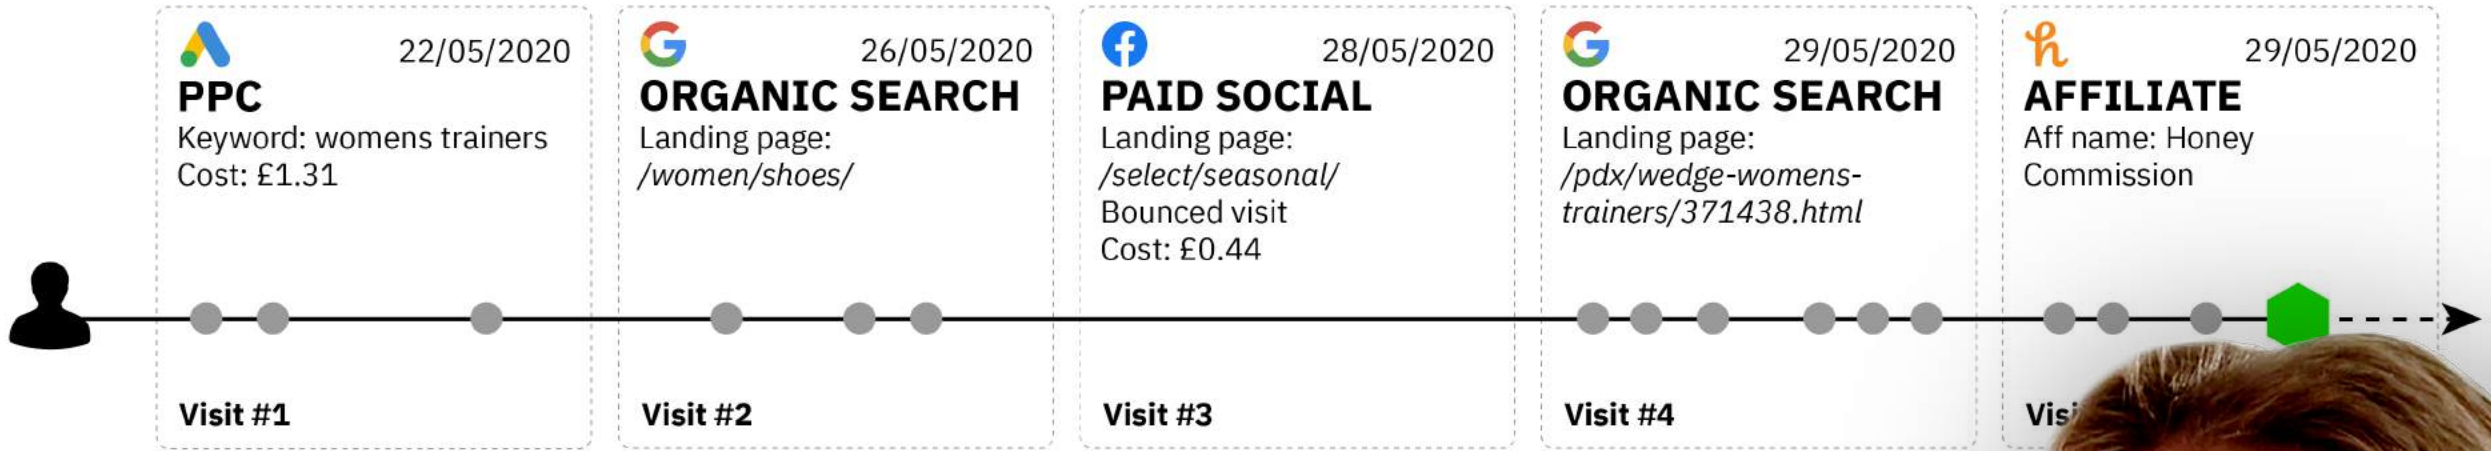 22/05/2020
PPC
Keyword: womens trainers
Cost: £1.31
Visit #1
26/05/2020
ORGANIC SEARCH
Landing page:
/women/shoes/
Visit #2
28/05/2020
PAID SOCIAL
Landing page:
/select/seasonal/
Bounced visit
Cost: £0.44
Visit #3
29/05/2020
ORGANIC SEARCH
Landing page:
/pdx/wedge-womens-
trainers/371438.html
Visit #4
29/05/2020
AFFILIATE
Aff name: Honey
Commission